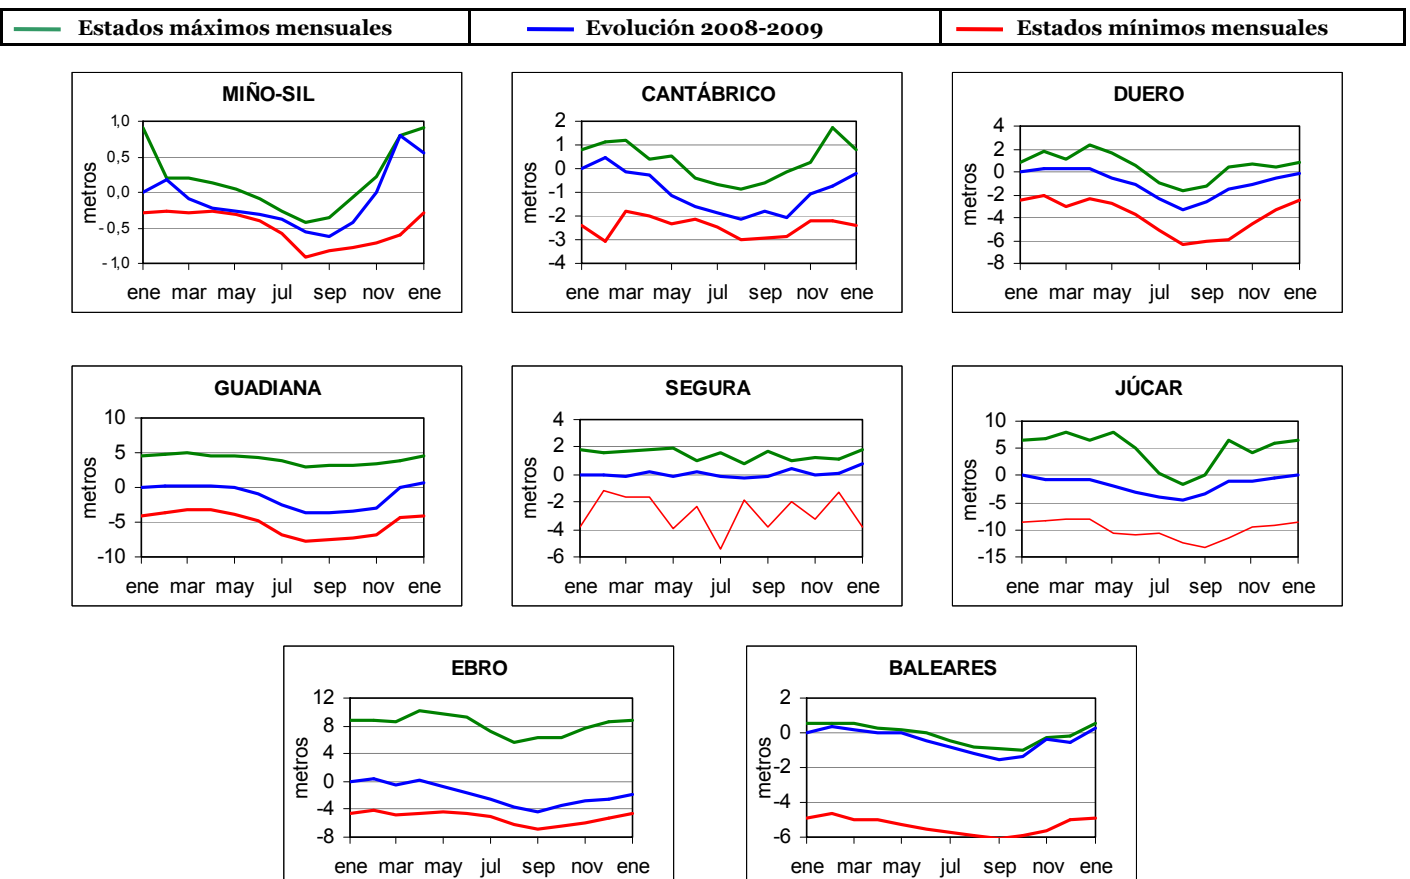 Estados máximos mensuales
Evolución 2008-2009
Estados mínimos mensuales
MIÑO-SIL
metros
1,0
0,5
0,0
-0,5
-1,0
ene mar may jul sep nov ene
CANTÁBRICO
metros
2
1
0
-1
-2
-3
-4
ene mar may jul sep nov ene
DUERO
metros
4
2
0
-2
-4
-6
-8
ene mar may jul sep nov ene
GUADIANA
metros
10
5
0
-5
-10
ene mar may jul sep nov ene
SEGURA
metros
4
2
0
-2
-4
-6
ene mar may jul sep nov ene
JÚCAR
metros
10
5
0
-5
-10
-15
ene mar may jul sep nov ene
EBRO
metros
12
8
4
0
-4
-8
ene mar may jul sep nov ene
BALEARES
metros
2
0
-2
-4
-6
ene mar may jul sep nov ene